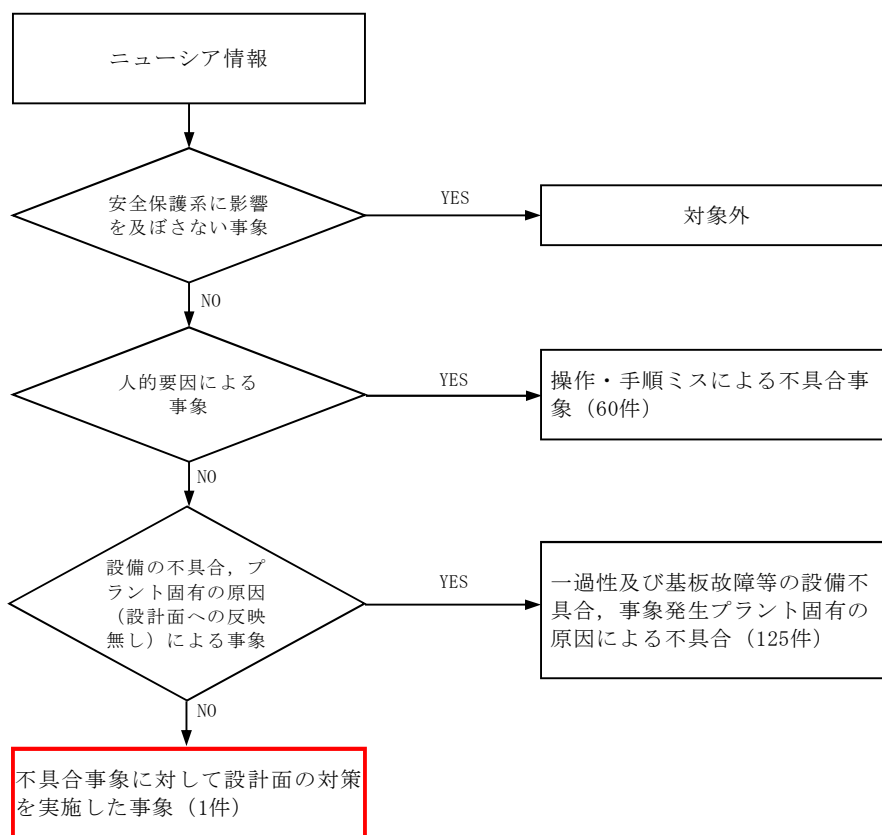 ニューシア情報
安全保護系に影響
を及ぼさない事象
YES
対象外
NO
人的要因による
事象
YES
操作・手順ミスによる不具合事
象（60件）
NO
設備の不具合，プ
ラント固有の原因
（設計面への反映
無し）による事象
YES
一過性及び基板故障等の設備不
具合，事象発生プラント固有の
原因による不具合（125件）
NO
不具合事象に対して設計面の対策
を実施した事象（1件）